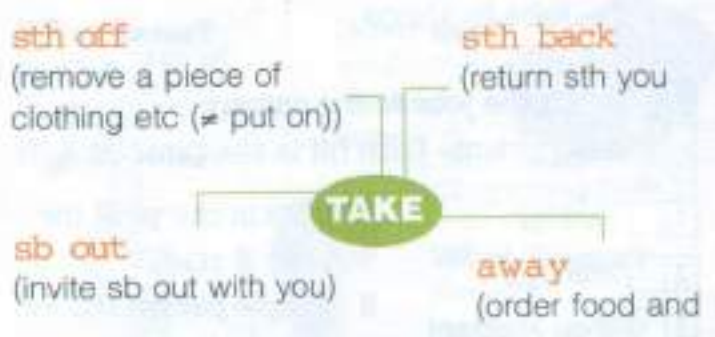 sth off
(remove a piece of
clothing etc (≠ put on))
sth back
(return sth you
TAKE
sb out
(invite sb out with you)
away
(order food and